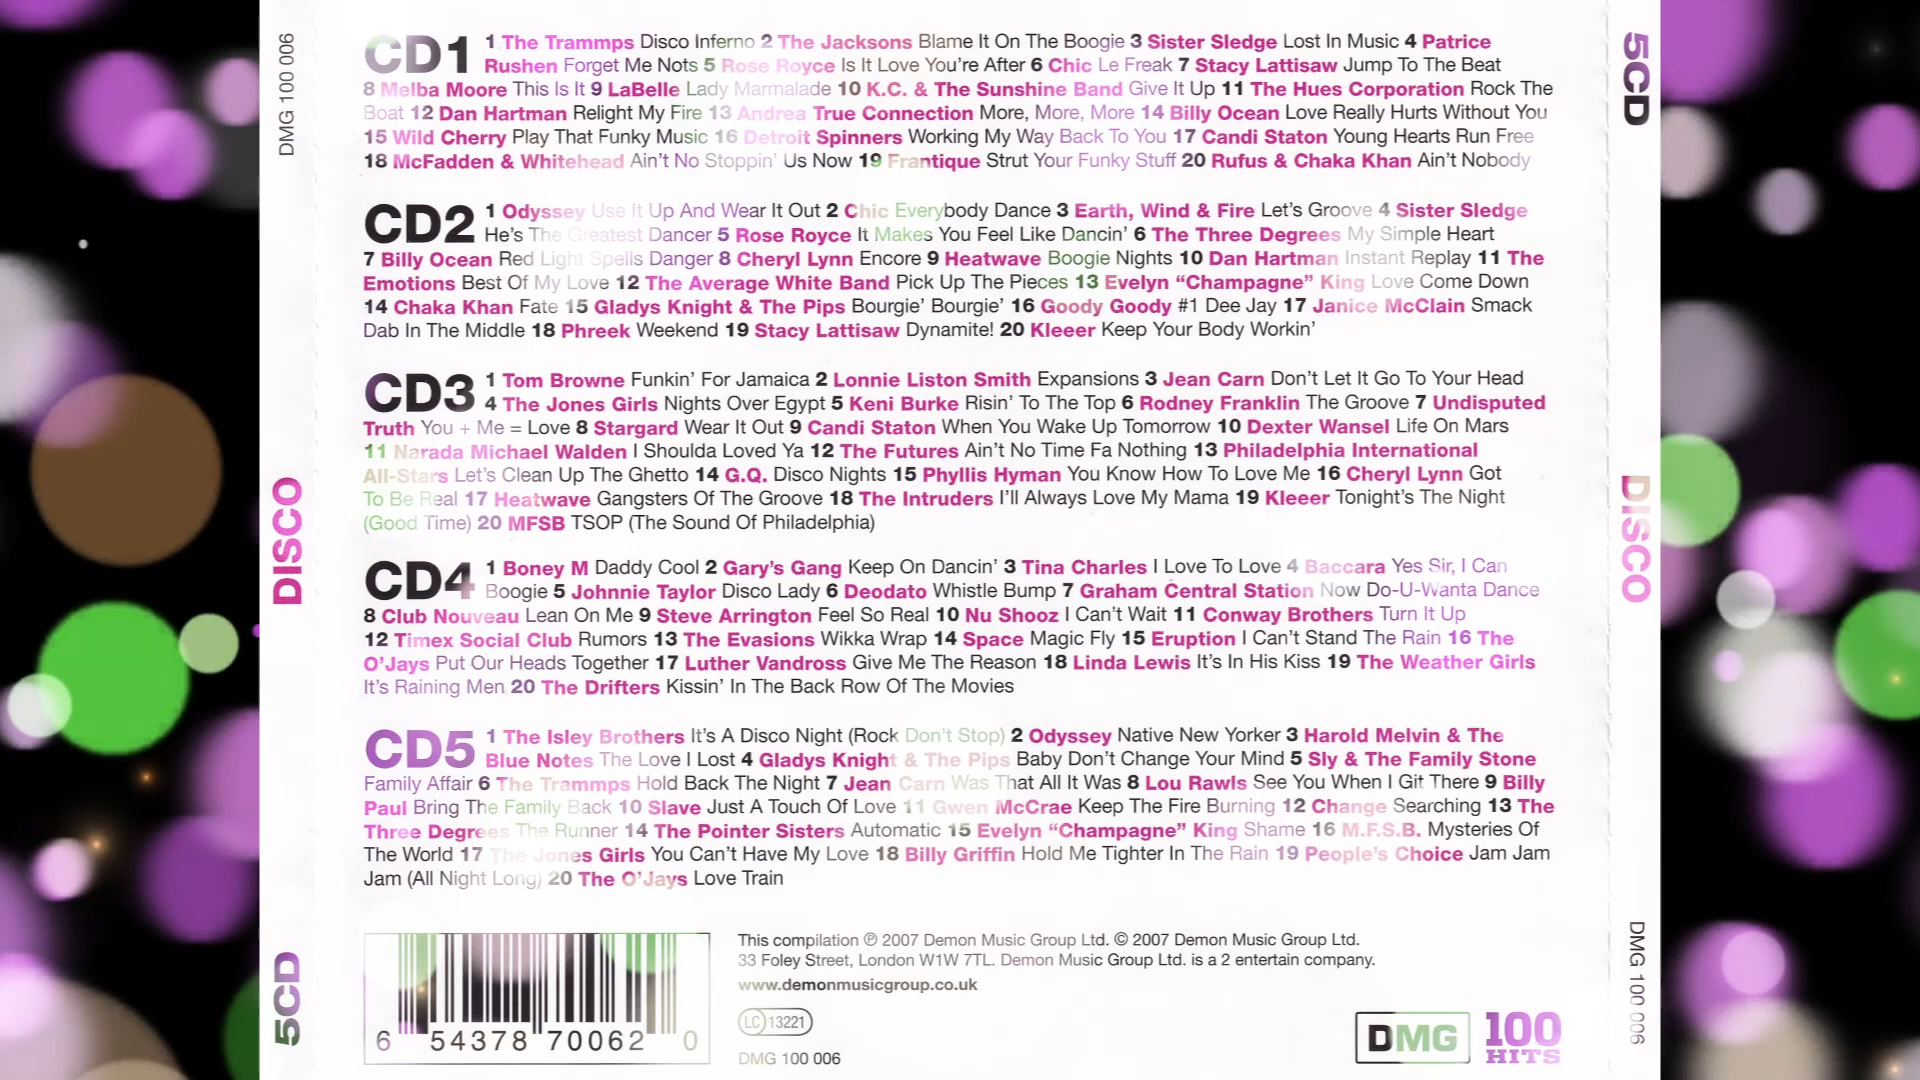 DMG 100 006
DISCO
5CD
CD1 1 The Trammps Disco Inferno 2 The Jacksons Blame It On The Boogie 3 Sister Sledge Lost In Music 4 Patrice
Rushen Forget Me Nots 5 Rose Royce Is It Love You're After 6 Chic Le Freak 7 Stacy Lattisaw Jump To The Beat
8 Melba Moore This Is It 9 LaBelle Lady Marmalade 10 K.C. & The Sunshine Band Give It Up 11 The Hues Corporation Rock The
Boat 12 Dan Hartman Relight My Fire 13 Andrea True Connection More, More, More 14 Billy Ocean Love Really Hurts Without You
15 Wild Cherry Play That Funky Music 16 Detroit Spinners Working My Way Back To You 17 Candi Staton Young Hearts Run Free
18 McFadden & Whitehead Ain't No Stoppin' Us Now 19 Frantique Strut Your Funky Stuff 20 Rufus & Chaka Khan Ain't Nobody
CD2 1 Odyssey Use It Up And Wear It Out 2 Chic Everybody Dance 3 Earth, Wind & Fire Let's Groove 4 Sister Sledge
He's The Greatest Dancer 5 Rose Royce It Makes You Feel Like Dancin' 6 The Three Degrees My Simple Heart
7 Billy Ocean Red Light Spells Danger 8 Cheryl Lynn Encore 9 Heatwave Boogie Nights 10 Dan Hartman Instant Replay 11 The
Emotions Best Of My Love 12 The Average White Band Pick Up The Pieces 13 Evelyn “Champagne” King Love Come Down
14 Chaka Khan Fate 15 Gladys Knight & The Pips Bourgie' Bourgie' 16 Goody Goody #1 Dee Jay 17 Janice McClain Smack
Dab In The Middle 18 Phreek Weekend 19 Stacy Lattisaw Dynamite! 20 Kleeer Keep Your Body Workin'
CD3 1 Tom Browne Funkin' For Jamaica 2 Lonnie Liston Smith Expansions 3 Jean Carn Don't Let It Go To Your Head
4 The Jones Girls Nights Over Egypt 5 Keni Burke Risin' To The Top 6 Rodney Franklin The Groove 7 Undisputed
Truth You + Me = Love 8 Stargard Wear It Out 9 Candi Staton When You Wake Up Tomorrow 10 Dexter Wansel Life On Mars
11 Narada Michael Walden I Shoulda Loved Ya 12 The Futures Ain't No Time Fa Nothing 13 Philadelphia International
All-Stars Let's Clean Up The Ghetto 14 G.Q. Disco Nights 15 Phyllis Hyman You Know How To Love Me 16 Cheryl Lynn Got
To Be Real 17 Heatwave Gangsters Of The Groove 18 The Intruders I'll Always Love My Mama 19 Kleeer Tonight's The Night
(Good Time) 20 MFSB TSOP (The Sound Of Philadelphia)
CD4 1 Boney M Daddy Cool 2 Gary's Gang Keep On Dancin' 3 Tina Charles I Love To Love 4 Baccara Yes Sir, I Can
Boogie 5 Johnnie Taylor Disco Lady 6 Deodato Whistle Bump 7 Graham Central Station Now Do-U-Wanta Dance
8 Club Nouveau Lean On Me 9 Steve Arrington Feel So Real 10 Nu Shooz I Can't Wait 11 Conway Brothers Turn It Up
12 Timex Social Club Rumors 13 The Evasions Wikka Wrap 14 Space Magic Fly 15 Eruption I Can't Stand The Rain 16 The
O'Jays Put Our Heads Together 17 Luther Vandross Give Me The Reason 18 Linda Lewis It's In His Kiss 19 The Weather Girls
It's Raining Men 20 The Drifters Kissin' In The Back Row Of The Movies
CD5 1 The Isley Brothers It's A Disco Night (Rock Don't Stop) 2 Odyssey Native New Yorker 3 Harold Melvin & The
Blue Notes The Love I Lost 4 Gladys Knight & The Pips Baby Don't Change Your Mind 5 Sly & The Family Stone
Family Affair 6 The Trammps Hold Back The Night 7 Jean Carn Was That All It Was 8 Lou Rawls See You When I Git There 9 Billy
Paul Bring The Family Back 10 Slave Just A Touch Of Love 11 Gwen McCrae Keep The Fire Burning 12 Change Searching 13 The
Three Degrees The Runner 14 The Pointer Sisters Automatic 15 Evelyn “Champagne” King Shame 16 M.F.S.B. Mysteries Of
The World 17 The Jones Girls You Can't Have My Love 18 Billy Griffin Hold Me Tighter In The Rain 19 People's Choice Jam Jam
Jam (All Night Long) 20 The O'Jays Love Train
6 54378 70062 0
This compilation ℗ 2007 Demon Music Group Ltd. © 2007 Demon Music Group Ltd.
33 Foley Street, London W1W 7TL. Demon Music Group Ltd. is a 2 entertain company.
www.demonmusicgroup.co.uk
LC 13221
DMG 100 006
DMG
100
HITS
5CD
DISCO
DMG 100 006